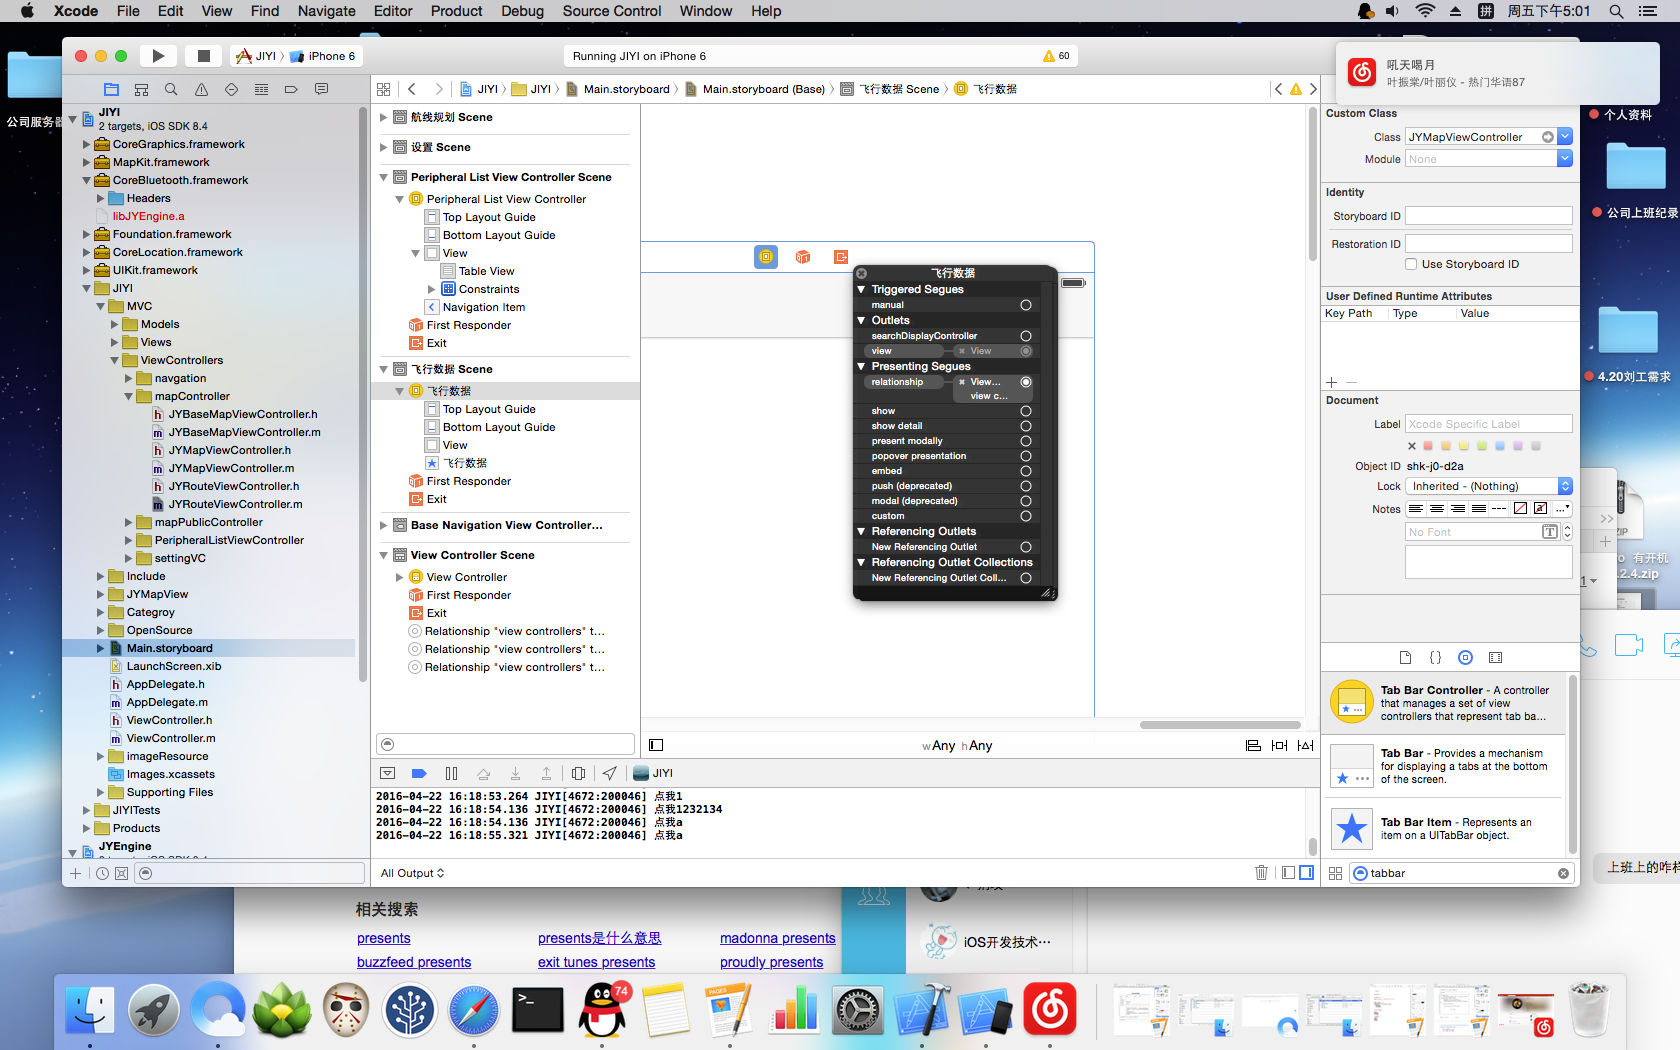 Xcode File Edit View Find Navigate Editor Product Debug Source Control Window Help
拼 周五下午5:01
JIYI iPhone 6
Running JIYI on iPhone 6
60
吼天喝月
叶振棠/叶丽仪 - 热门华语87
JIYI
2 targets, iOS SDK 8.4
CoreGraphics.framework
MapKit.framework
CoreBluetooth.framework
Headers
libJYEngine.a
Foundation.framework
CoreLocation.framework
UIKit.framework
JIYI
MVC
Models
Views
ViewControllers
navgation
mapController
JYBaseMapViewController.h
JYBaseMapViewController.m
JYMapViewController.h
JYMapViewController.m
JYRouteViewController.h
JYRouteViewController.m
mapPublicController
PeripheralListViewController
settingVC
Include
JYMapView
Categroy
OpenSource
Main.storyboard
LaunchScreen.xib
AppDelegate.h
AppDelegate.m
ViewController.h
ViewController.m
imageResource
Images.xcassets
Supporting Files
JIYITests
Products
JYEngine
JIYI JIYI Main.storyboard Main.storyboard (Base) 飞行数据 Scene 飞行数据
航线规划 Scene
设置 Scene
Peripheral List View Controller Scene
Peripheral List View Controller
Top Layout Guide
Bottom Layout Guide
View
Table View
Constraints
Navigation Item
First Responder
Exit
飞行数据 Scene
飞行数据
Top Layout Guide
Bottom Layout Guide
View
飞行数据
First Responder
Exit
Base Navigation View Controller...
View Controller Scene
View Controller
First Responder
Exit
Relationship "view controllers" t...
Relationship "view controllers" t...
Relationship "view controllers" t...
飞行数据
Triggered Segues
manual
Outlets
searchDisplayController
view View
Presenting Segues
relationship View...
view c...
show
show detail
present modally
popover presentation
embed
push (deprecated)
modal (deprecated)
custom
Referencing Outlets
New Referencing Outlet
Referencing Outlet Collections
New Referencing Outlet Coll...
w Any h Any
JIYI
2016-04-22 16:18:53.264 JIYI[4672:200046] 点我1
2016-04-22 16:18:54.136 JIYI[4672:200046] 点我1232134
2016-04-22 16:18:54.136 JIYI[4672:200046] 点我a
2016-04-22 16:18:55.321 JIYI[4672:200046] 点我a
All Output
Custom Class
Class JYMapViewController
Module None
Identity
Storyboard ID
Restoration ID
Use Storyboard ID
User Defined Runtime Attributes
Key Path Type Value
Document
Label Xcode Specific Label
Object ID shk-j0-d2a
Lock Inherited - (Nothing)
Notes
No Font
Tab Bar Controller - A controller
that manages a set of view
controllers that represent tab ba...
Tab Bar - Provides a mechanism
for displaying a tabs at the bottom
of the screen.
Tab Bar Item - Represents an
item on a UITabBar object.
tabbar
公司服务器
个人资料
公司上班纪录
4.20刘工需求
ZIP
有开机
.2.4.zip
上班上的咋样
相关搜索
presents presents是什么意思 madonna presents
buzzfeed presents exit tunes presents proudly presents
iOS开发技术···
74
PAGES